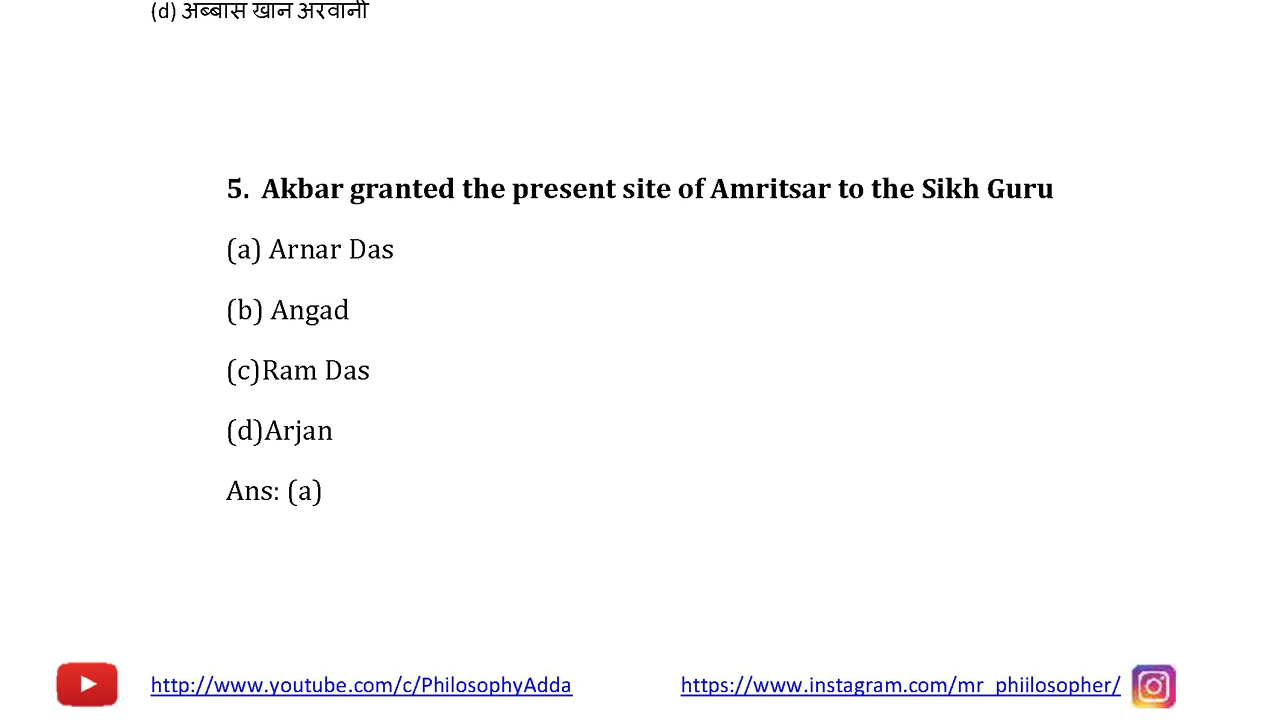 (d) अब्बास खान अरवानी
5. Akbar granted the present site of Amritsar to the Sikh Guru
(a) Arnar Das
(b) Angad
(c)Ram Das
(d)Arjan
Ans: (a)
http://www.youtube.com/c/PhilosophyAdda https://www.instagram.com/mr_phiilosopher/